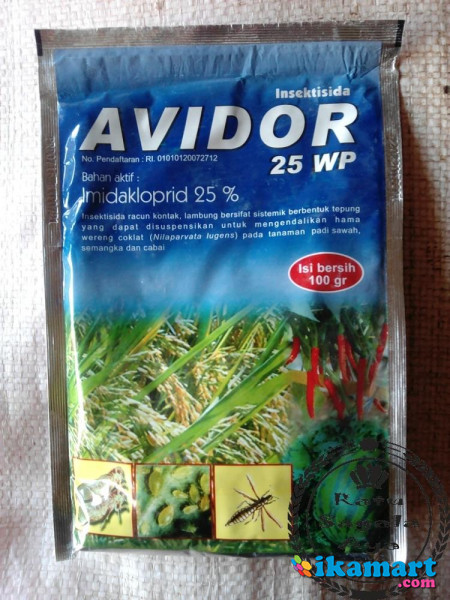 Insektisida
AVIDOR
25 WP
No. Pendaftaran : RI. 01010120072712
Bahan aktif :
Imidakloprid 25 %
Insektisida racun kontak, lambung bersifat sistemik berbentuk tepung
yang dapat disuspensikan untuk mengendalikan hama
wereng coklat (Nilaparvata lugens) pada tanaman padi sawah,
semangka dan cabai
Isi bersih
100 gr
Ratu
ikamart.com